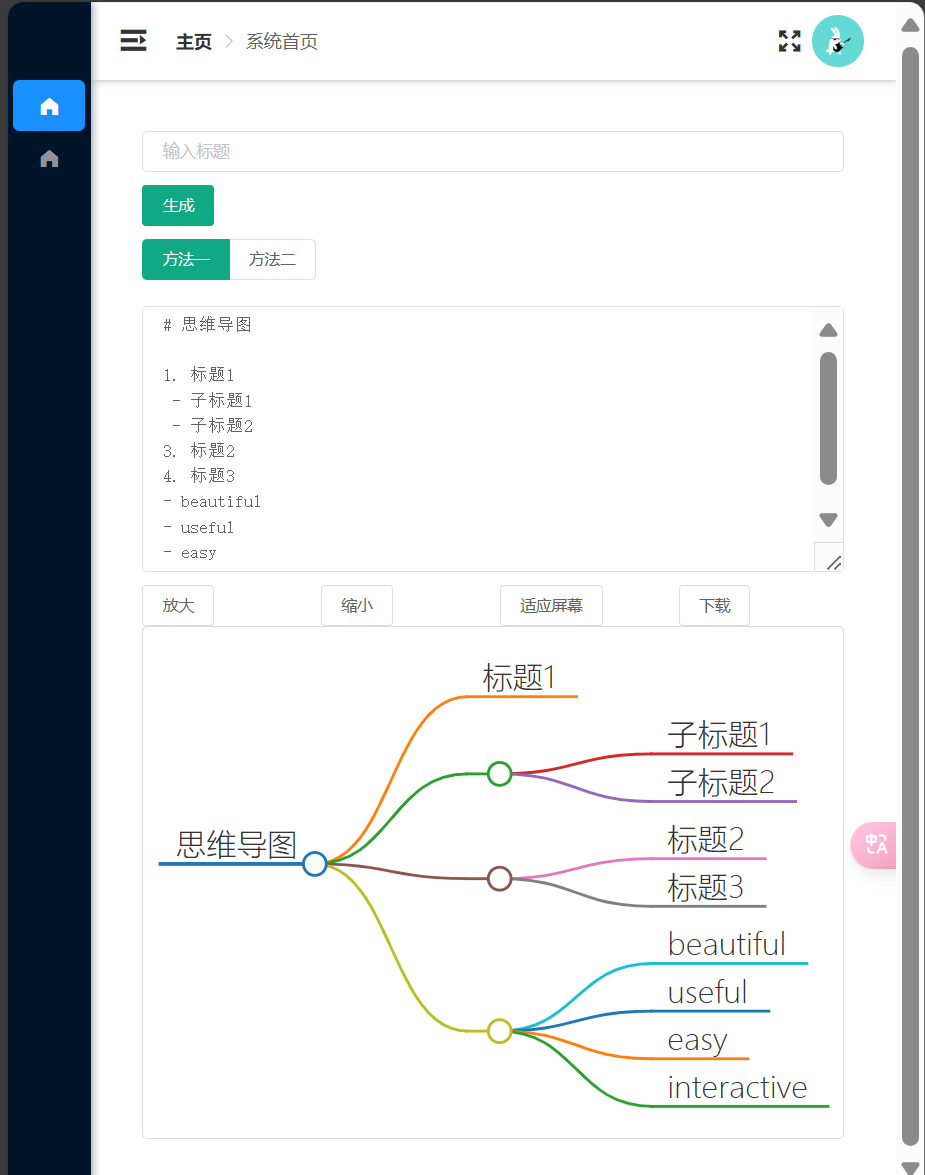 主页 > 系统首页
输入标题
生成
方法一 方法二
# 思维导图
1. 标题1
- 子标题1
- 子标题2
3. 标题2
4. 标题3
- beautiful
- useful
- easy
放大 缩小 适应屏幕 下载
标题1
子标题1
子标题2
思维导图
标题2
标题3
beautiful
useful
easy
interactive
中A